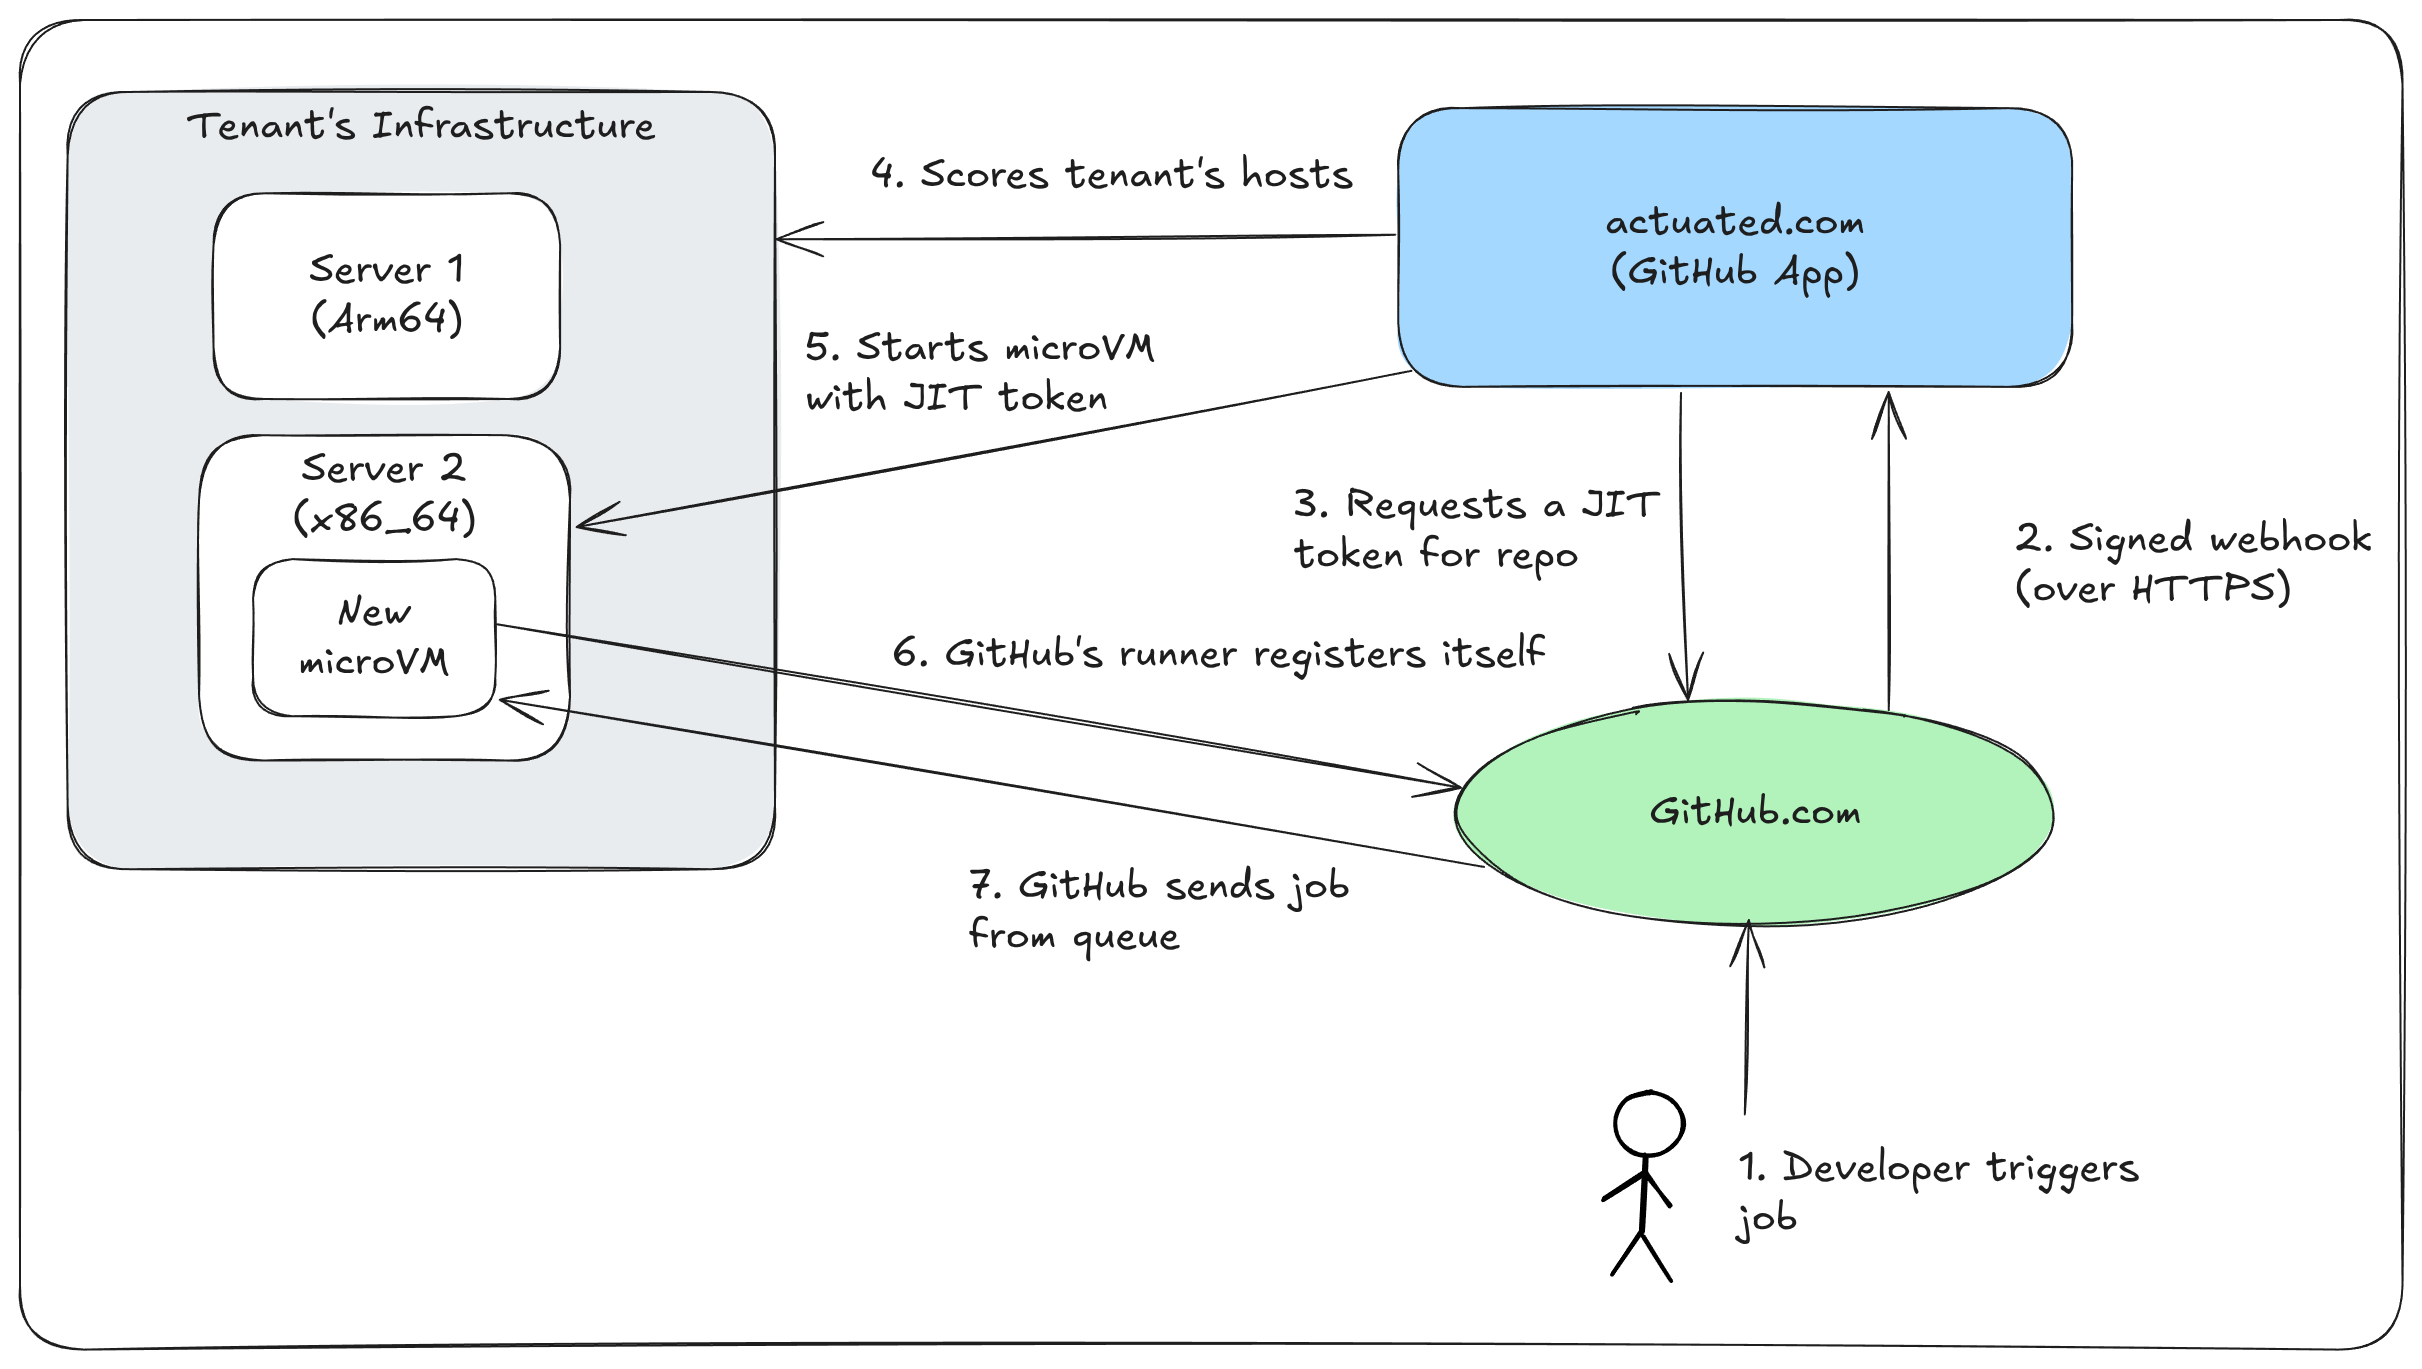 Tenant's Infrastructure
Server 1
(Arm64)
Server 2
(x86_64)
New
microVM
4. Scores tenant's hosts
5. Starts microVM
with JIT token
actuated.com
(GitHub App)
3. Requests a JIT
token for repo
2. Signed webhook
(over HTTPS)
6. GitHub's runner registers itself
GitHub.com
7. GitHub sends job
from queue
1. Developer triggers
job